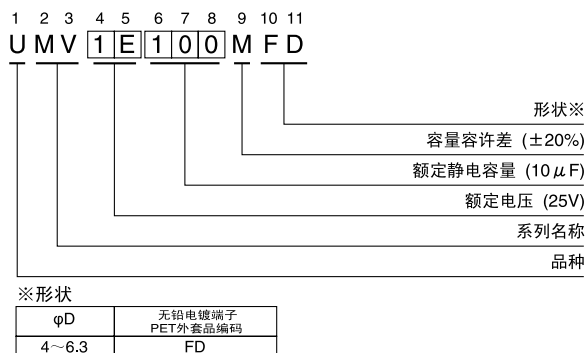 1 2 3 4 5 6 7 8 9 10 11
U M V 1 E 1 0 0 M F D
形状※
容量容许差 (±20%)
额定静电容量 (10μF)
额定电压 (25V)
系列名称
品种
※形状
φD 无铅电镀端子
PET外套品编码
4～6.3 FD